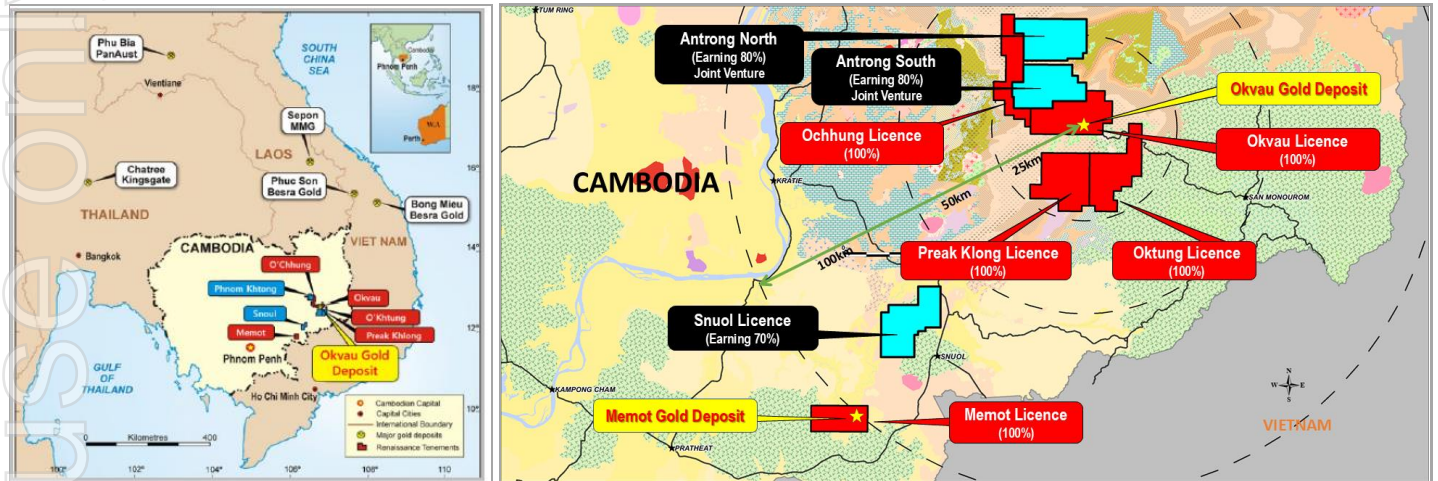 use onl
Phu Bia
PanAust
Vientiane
SOUTH
CHINA
SEA
Cambodia
Phnom Penh
W.A
Perth
18°
Sepon
MMG
LAOS
16°
Chatree
Kingsgate
Phuc Son
Besra Gold
Bong Mieu
Besra Gold
THAILAND
VIET NAM
CAMBODIA
14°
Bangkok
O'Chhung
Phnom Khtong
Okvau
Snoul
O'Khtung
12°
Memot
Preak Khlong
Phnom Penh
Okvau Gold
Deposit
GULF
OF
THAILAND
Ho Chi Minh City
10°
Cambodian Capital
Capital Cities
International Boundary
Major gold deposits
Renaissance Tenements
0 Kilometres 400
102° 104° 106° 108° 110
TUM RING
Antrong North
(Earning 80%)
Joint Venture
Antrong South
(Earning 80%)
Joint Venture
Okvau Gold Deposit
Ochhung Licence
(100%)
Okvau Licence
(100%)
CAMBODIA
KRATIE
25km
50km
100km
SAN MONOUROM
Preak Klong Licence
(100%)
Oktung Licence
(100%)
Snuol Licence
(Earning 70%)
SNUOL
KAMPONG CHAM
N
W E
S
Memot Gold Deposit
Memot Licence
(100%)
VIETNAM
PRATHEAT